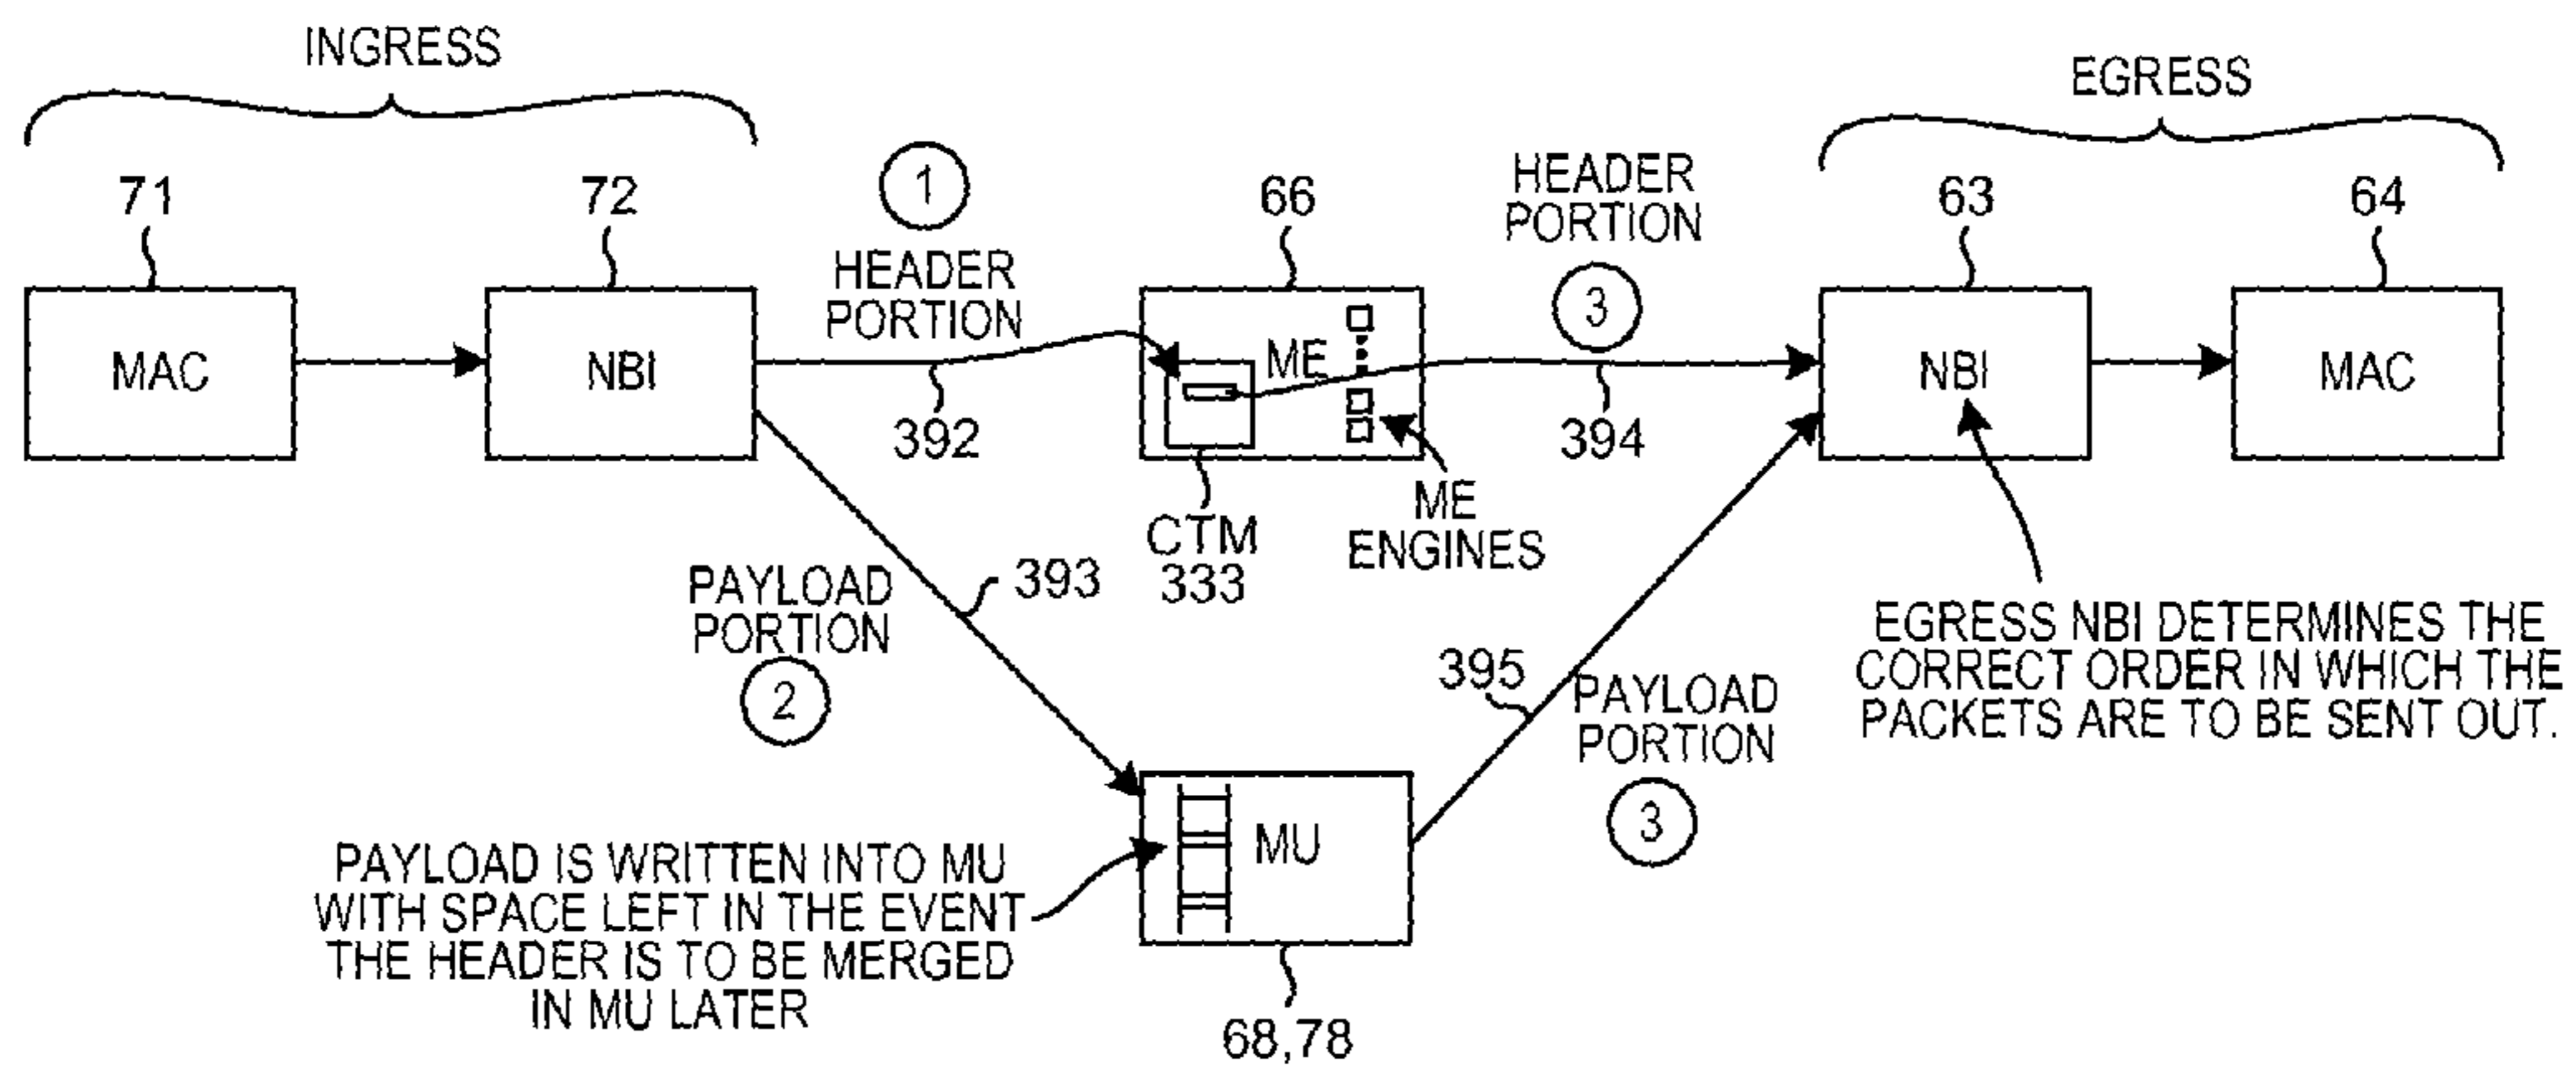 INGRESS
EGRESS
71
72
1
HEADER
PORTION
66
HEADER
PORTION
3
63
64
MAC
NBI
ME
NBI
MAC
392
394
ME
ENGINES
CTM
333
PAYLOAD
PORTION
2
393
395
PAYLOAD
PORTION
3
EGRESS NBI DETERMINES THE
CORRECT ORDER IN WHICH THE
PACKETS ARE TO BE SENT OUT.
PAYLOAD IS WRITTEN INTO MU
WITH SPACE LEFT IN THE EVENT
THE HEADER IS TO BE MERGED
IN MU LATER
MU
68,78